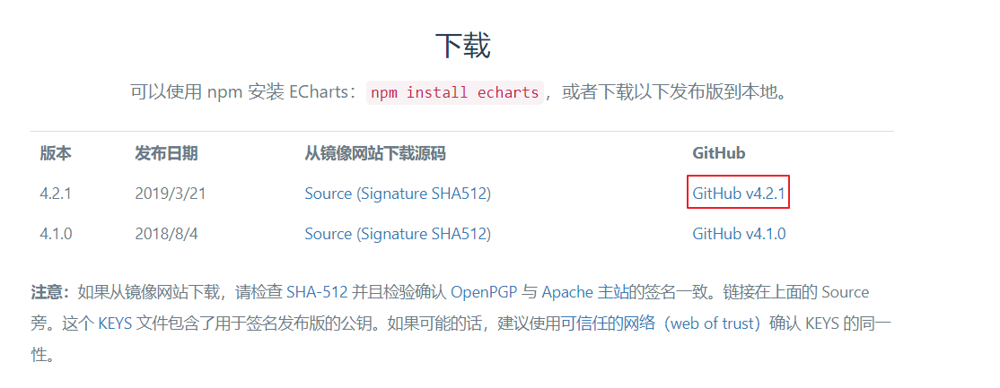 下载
可以使用 npm 安装 ECharts：npm install echarts，或者下载以下发布版到本地。
版本 发布日期 从镜像网站下载源码 GitHub
4.2.1 2019/3/21 Source (Signature SHA512) GitHub v4.2.1
4.1.0 2018/8/4 Source (Signature SHA512) GitHub v4.1.0
注意：如果从镜像网站下载，请检查 SHA-512 并且检验确认 OpenPGP 与 Apache 主站的签名一致。链接在上面的 Source
旁。这个 KEYS 文件包含了用于签名发布版的公钥。如果可能的话，建议使用可信任的网络（web of trust）确认 KEYS 的同一
性。